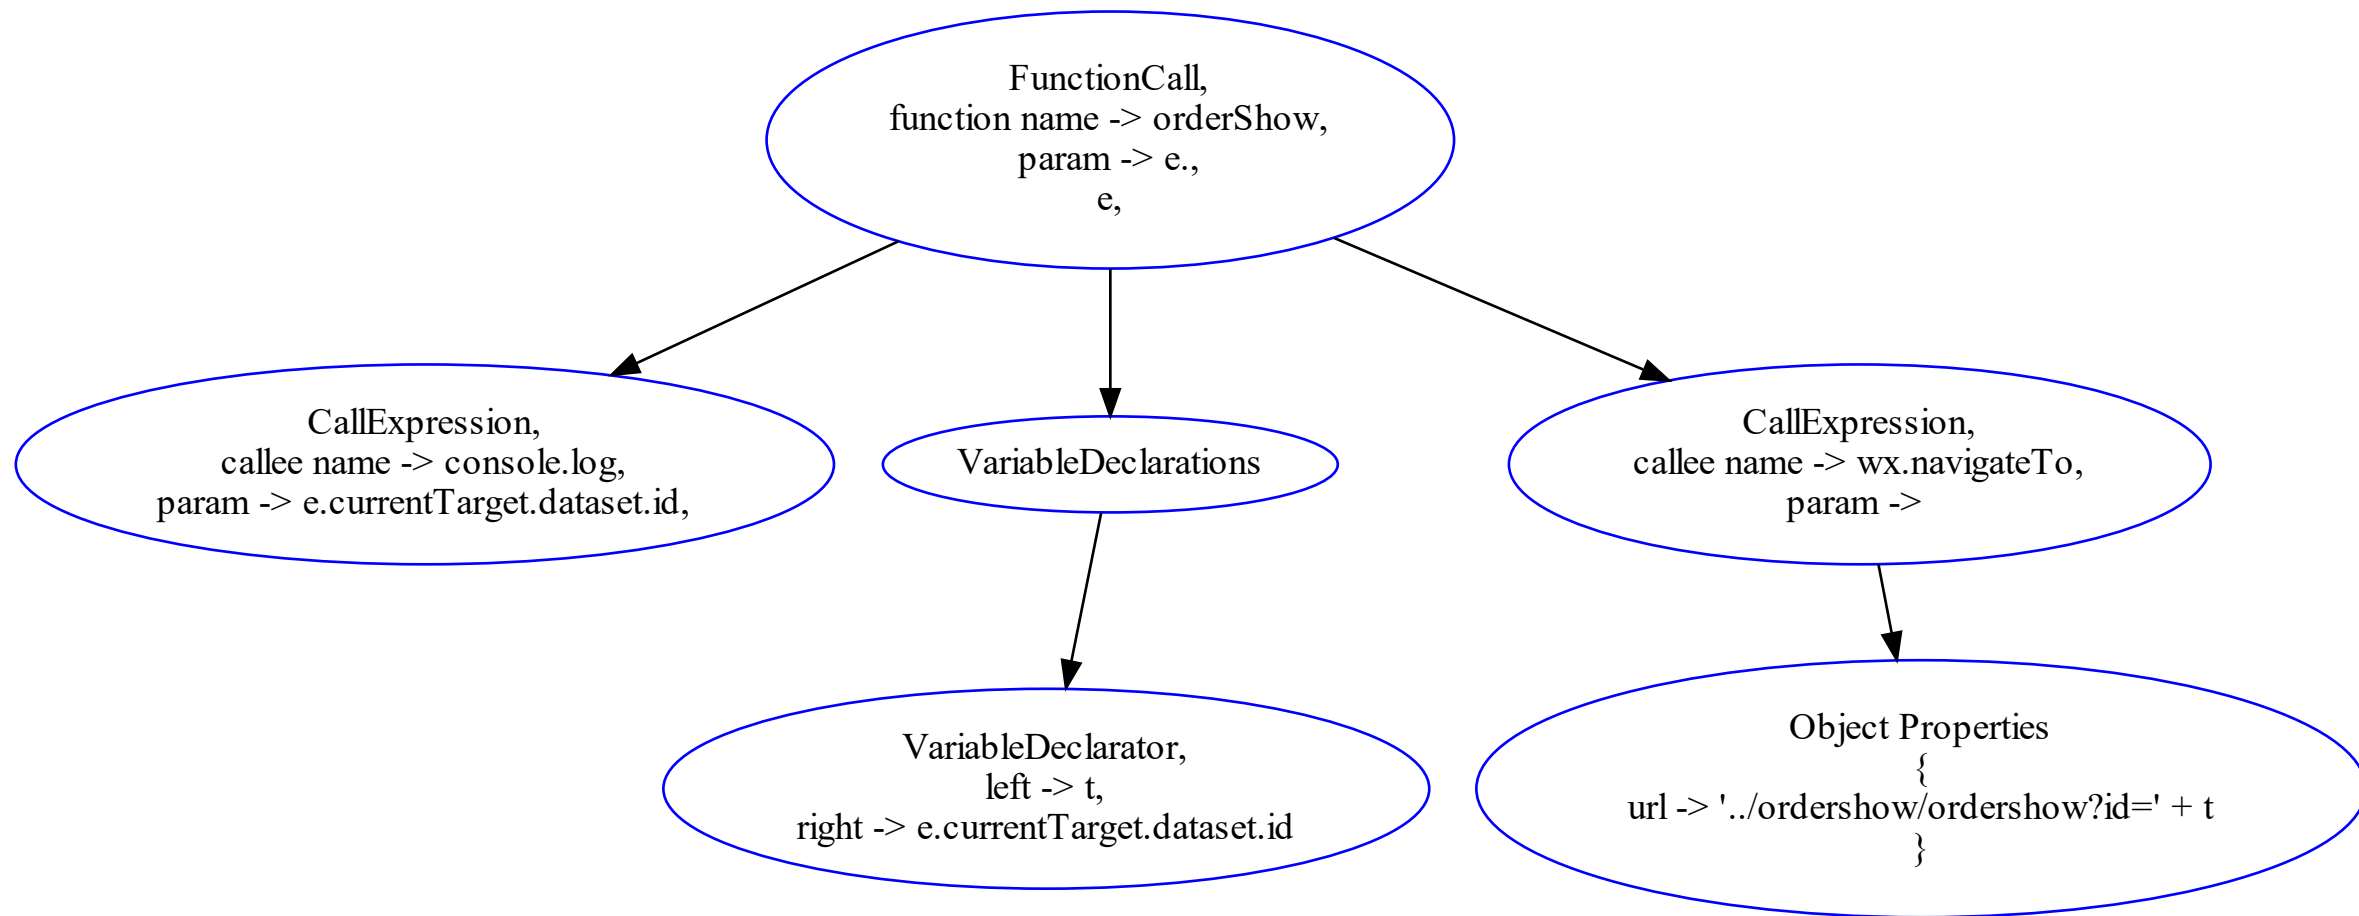 FunctionCall,
function name -> orderShow,
param -> e.,
e,
CallExpression,
callee name -> console.log,
param -> e.currentTarget.dataset.id,
VariableDeclarations
CallExpression,
callee name -> wx.navigateTo,
param ->
VariableDeclarator,
left -> t,
right -> e.currentTarget.dataset.id
Object Properties
{
url -> '../ordershow/ordershow?id=' + t
}